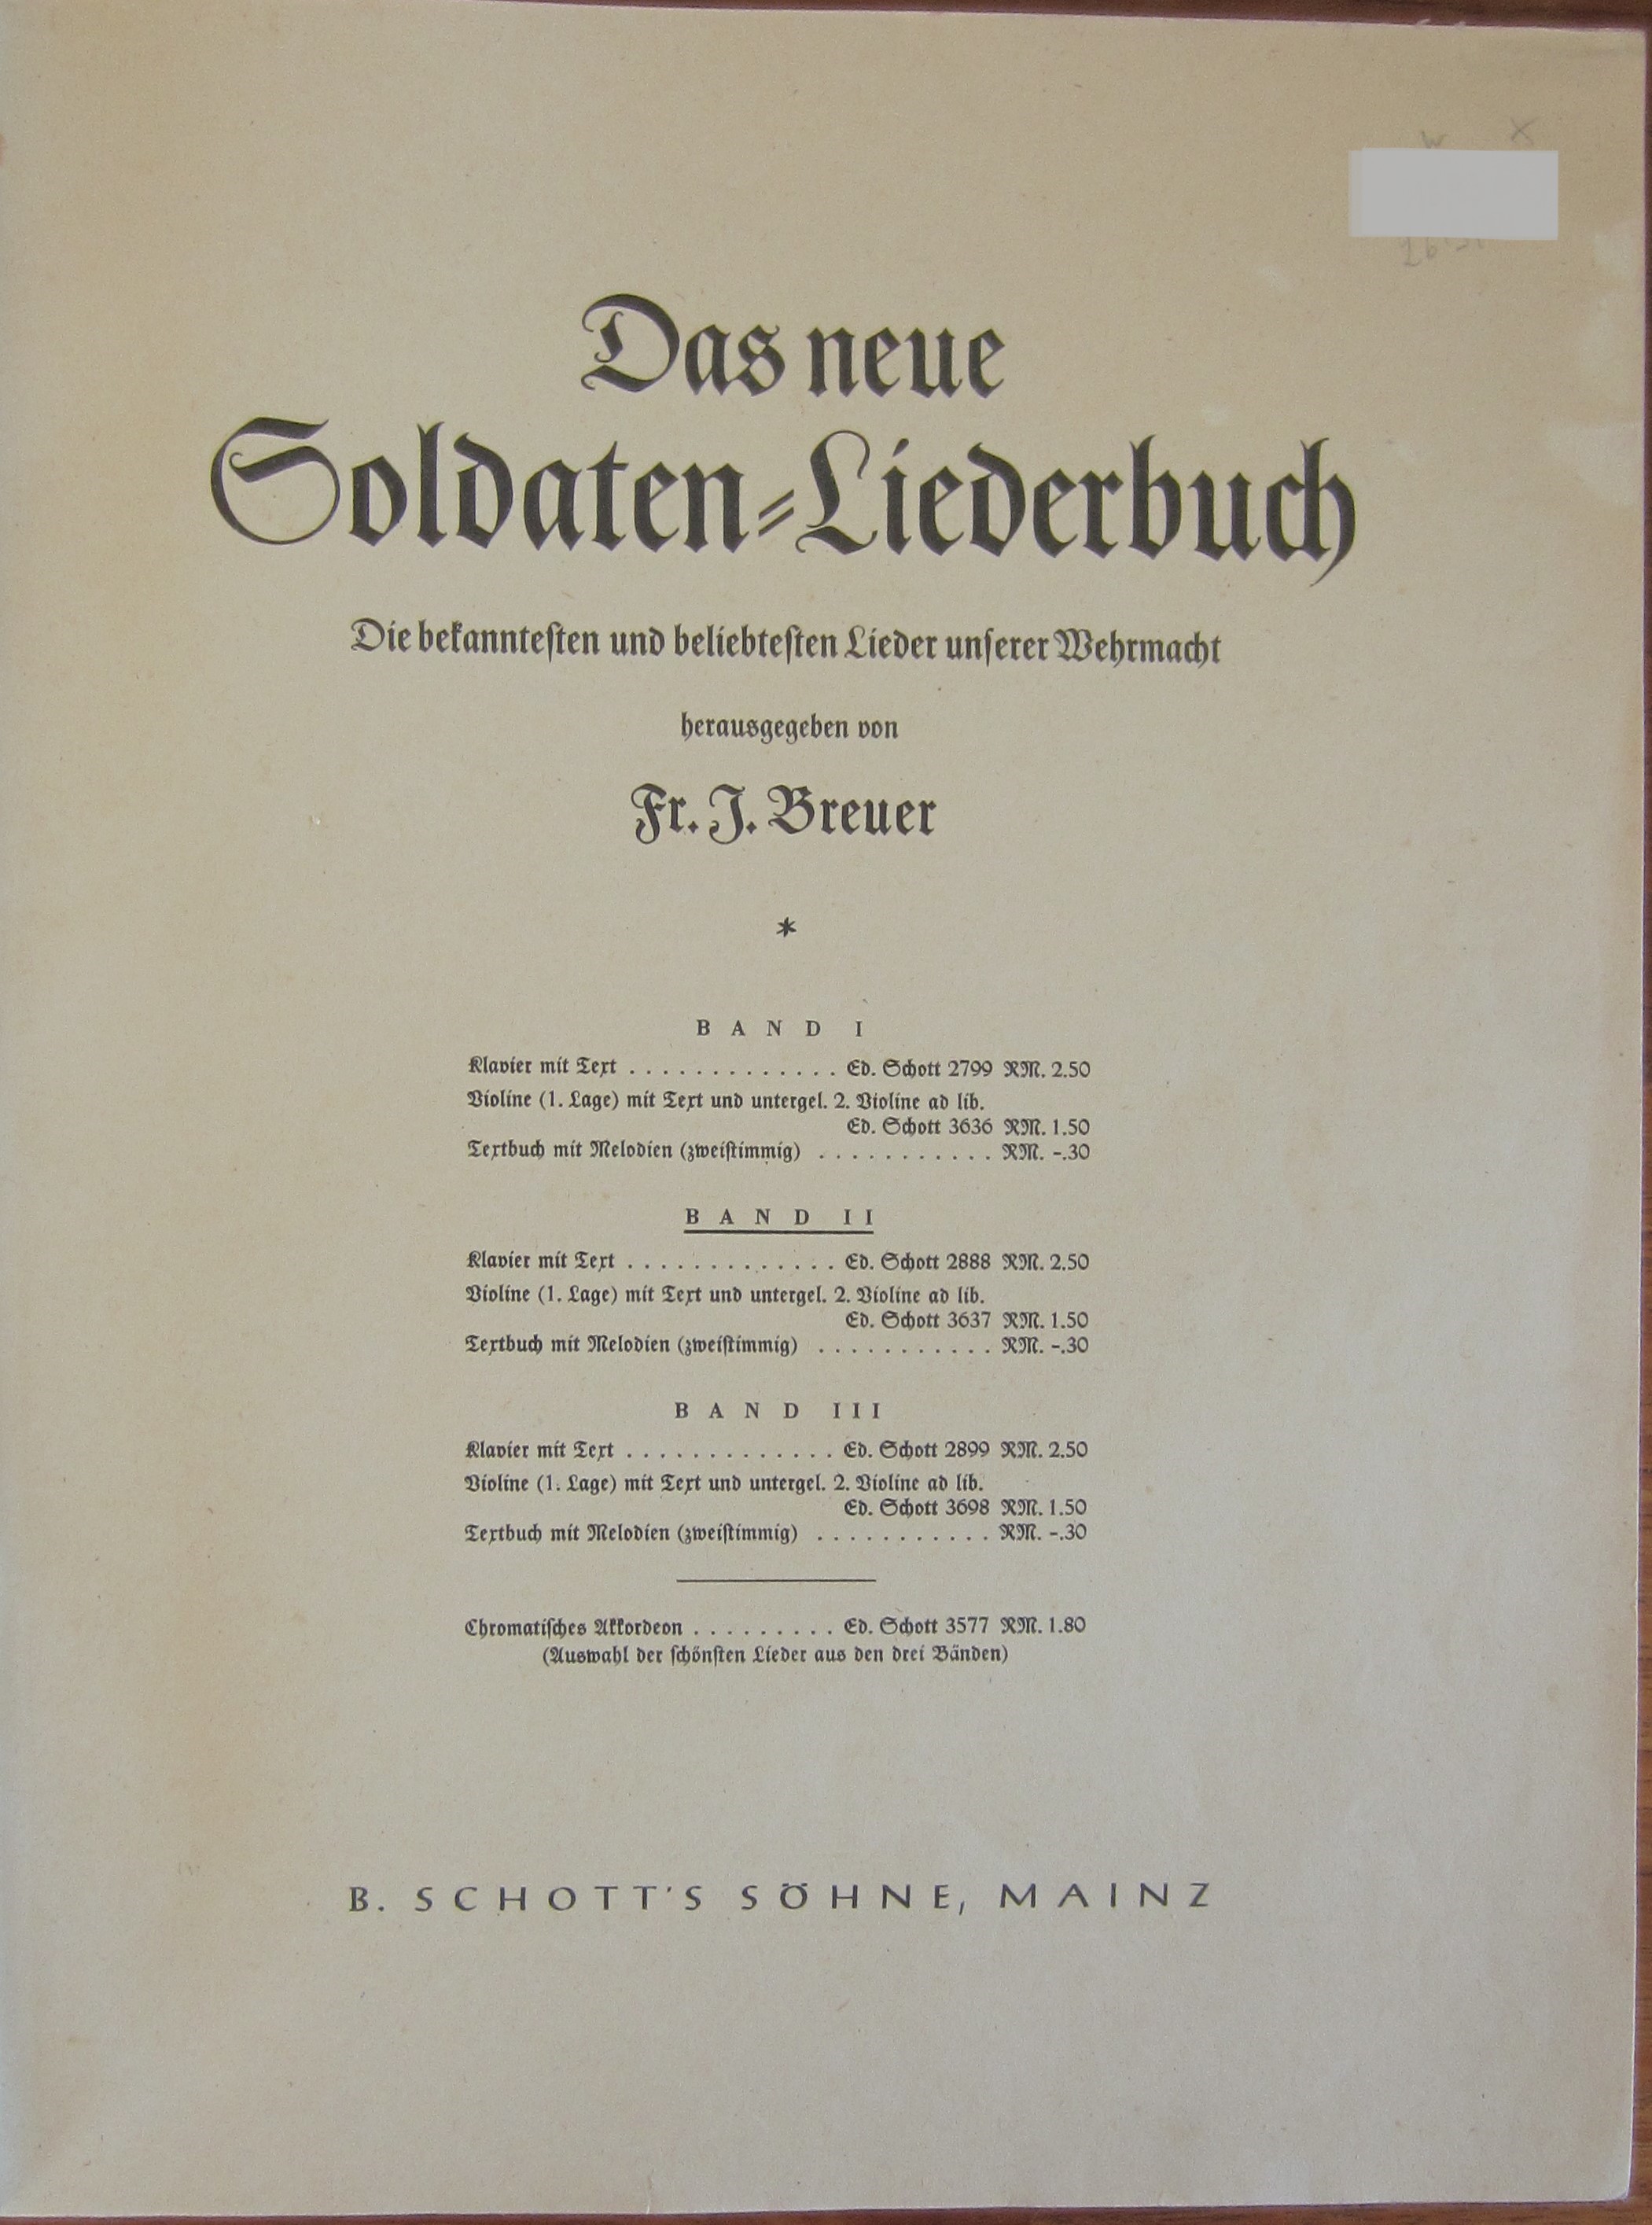 Das neue
Soldaten-Liederbuch
Die bekannteſten und beliebteſten Lieder unſerer Wehrmacht
herausgegeben von
Fr. J. Breuer
*
BAND I
Klavier mit Text . . . . . . . . . . . . . Ed. Schott 2799 RM. 2.50
Violine (1. Lage) mit Text und untergel. 2. Violine ad lib.
Ed. Schott 3636 RM. 1.50
Textbuch mit Melodien (zweiſtimmig) . . . . . . . . . . . RM. -.30
BAND II
Klavier mit Text . . . . . . . . . . . . . Ed. Schott 2888 RM. 2.50
Violine (1. Lage) mit Text und untergel. 2. Violine ad lib.
Ed. Schott 3637 RM. 1.50
Textbuch mit Melodien (zweiſtimmig) . . . . . . . . . . . RM. -.30
BAND III
Klavier mit Text . . . . . . . . . . . . . Ed. Schott 2899 RM. 2.50
Violine (1. Lage) mit Text und untergel. 2. Violine ad lib.
Ed. Schott 3698 RM. 1.50
Textbuch mit Melodien (zweiſtimmig) . . . . . . . . . . . RM. -.30
Chromatiſches Akkordeon . . . . . . . . . Ed. Schott 3577 RM. 1.80
(Auswahl der ſchönſten Lieder aus den drei Bänden)
B. SCHOTT'S SÖHNE, MAINZ